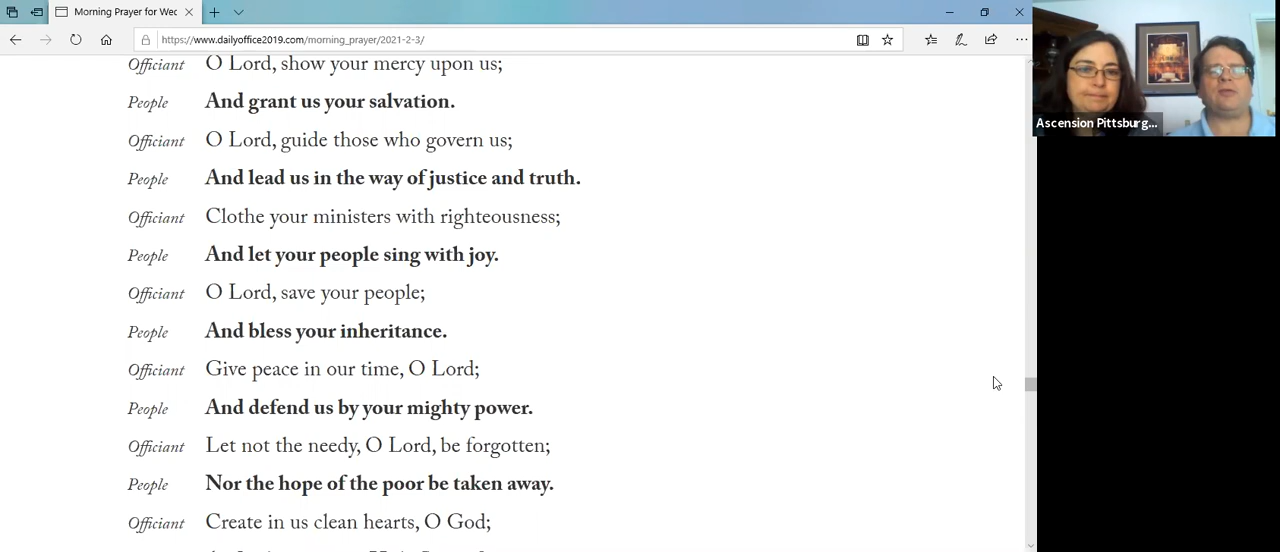 Morning Prayer for Wed
https://www.dailyoffice2019.com/morning_prayer/2021-2-3/
Officiant O Lord, show your mercy upon us;
People And grant us your salvation.
Officiant O Lord, guide those who govern us;
People And lead us in the way of justice and truth.
Officiant Clothe your ministers with righteousness;
People And let your people sing with joy.
Officiant O Lord, save your people;
People And bless your inheritance.
Officiant Give peace in our time, O Lord;
People And defend us by your mighty power.
Officiant Let not the needy, O Lord, be forgotten;
People Nor the hope of the poor be taken away.
Officiant Create in us clean hearts, O God;
Ascension Pittsburg...